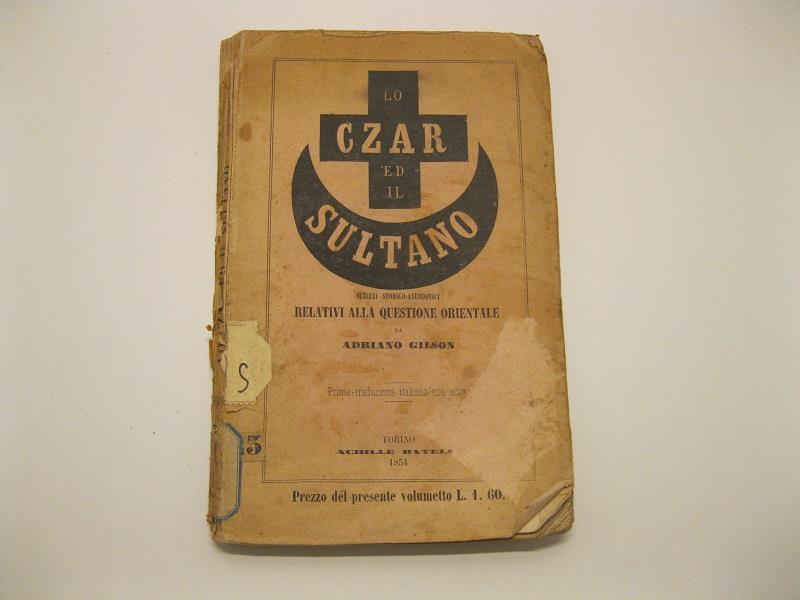 LO
CZAR
ED
IL
SULTANO
SCHIZZI STORICO-ANEDDOTICI
RELATIVI ALLA QUESTIONE ORIENTALE
DA
ADRIANO GILSON
Prima traduzione italiana con note
TORINO
ACHILLE
1854
Prezzo del presente volumetto L. 1. 60.
S